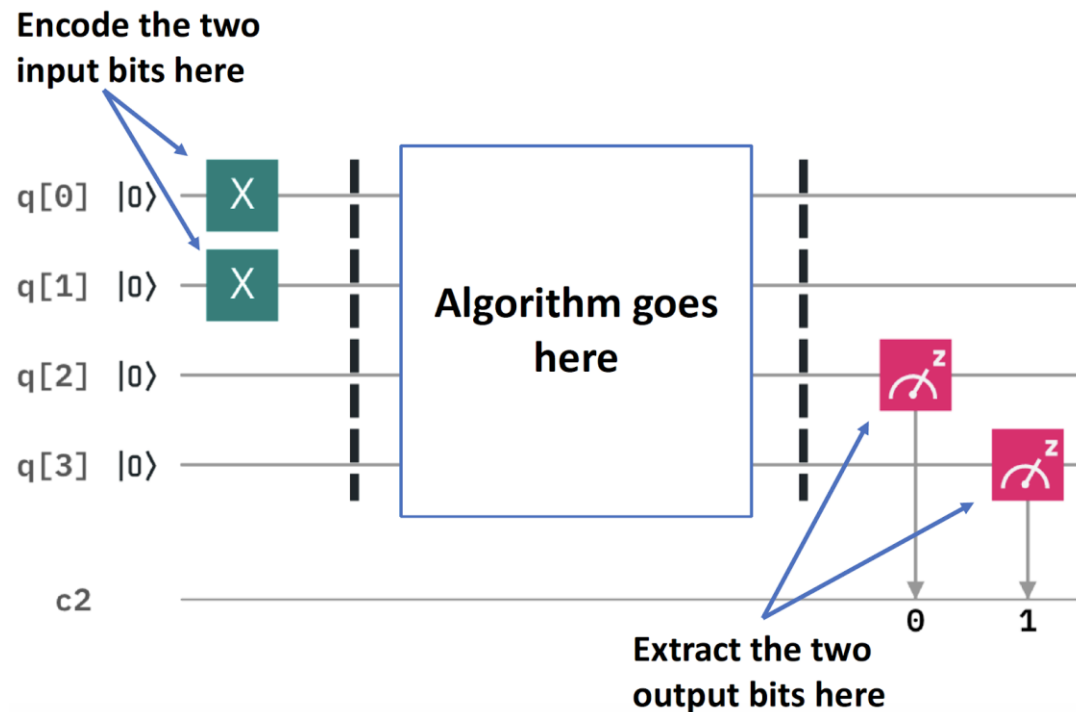 Encode the two
input bits here
q[0] |0⟩ X
q[1] |0⟩ X
Algorithm goes
here
q[2] |0⟩ z
q[3] |0⟩ z
c2
0 1
Extract the two
output bits here